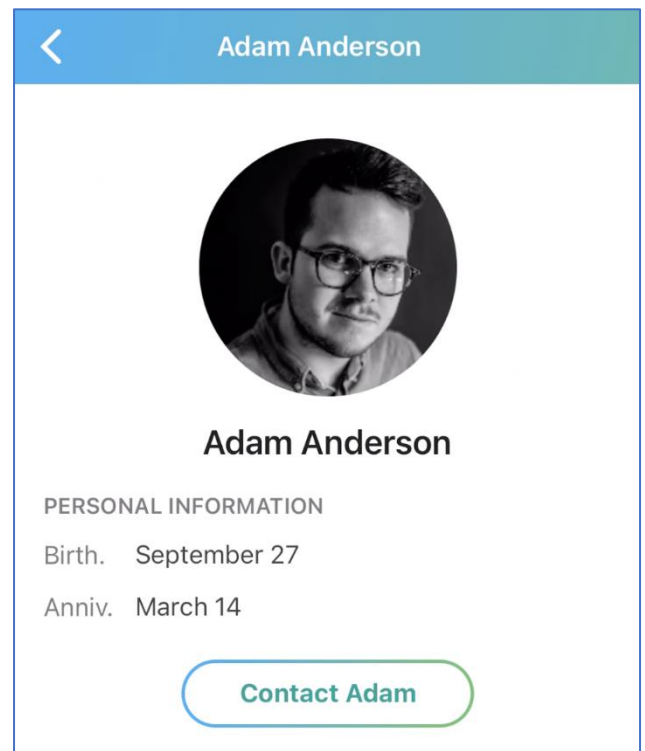 Adam Anderson
Adam Anderson
PERSONAL INFORMATION
Birth. September 27
Anniv. March 14
Contact Adam